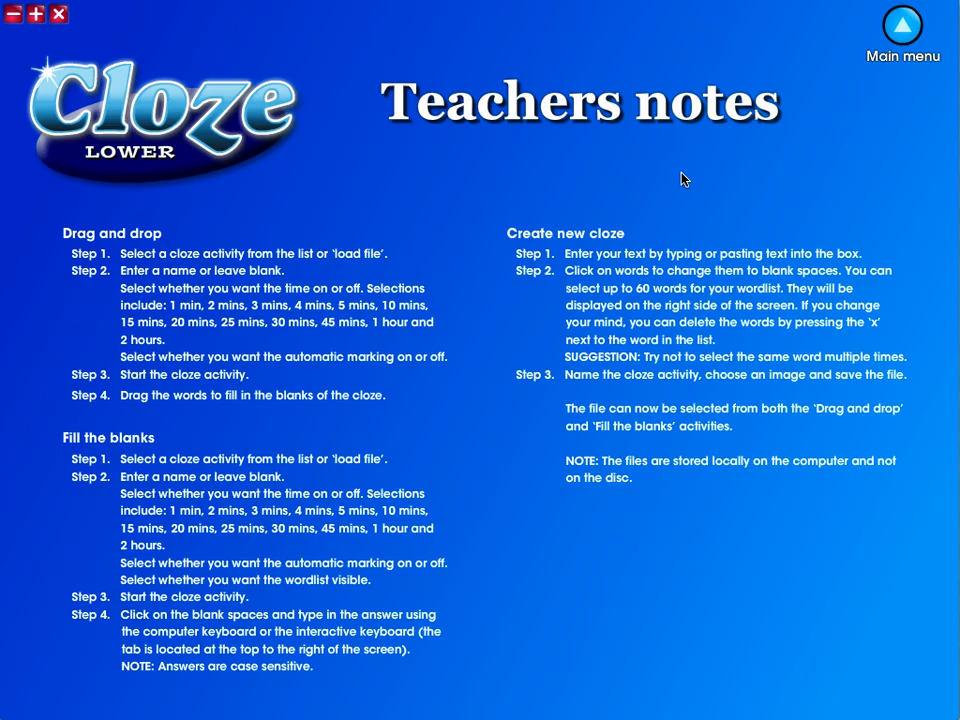 Main menu
Cloze
LOWER
Teachers notes
Drag and drop
Step 1. Select a cloze activity from the list or ‘load file’.
Step 2. Enter a name or leave blank.
Select whether you want the time on or off. Selections
include: 1 min, 2 mins, 3 mins, 4 mins, 5 mins, 10 mins,
15 mins, 20 mins, 25 mins, 30 mins, 45 mins, 1 hour and
2 hours.
Select whether you want the automatic marking on or off.
Step 3. Start the cloze activity.
Step 4. Drag the words to fill in the blanks of the cloze.
Fill the blanks
Step 1. Select a cloze activity from the list or ‘load file’.
Step 2. Enter a name or leave blank.
Select whether you want the time on or off. Selections
include: 1 min, 2 mins, 3 mins, 4 mins, 5 mins, 10 mins,
15 mins, 20 mins, 25 mins, 30 mins, 45 mins, 1 hour and
2 hours.
Select whether you want the automatic marking on or off.
Select whether you want the wordlist visible.
Step 3. Start the cloze activity.
Step 4. Click on the blank spaces and type in the answer using
the computer keyboard or the interactive keyboard (the
tab is located at the top to the right of the screen).
NOTE: Answers are case sensitive.
Create new cloze
Step 1. Enter your text by typing or pasting text into the box.
Step 2. Click on words to change them to blank spaces. You can
select up to 60 words for your wordlist. They will be
displayed on the right side of the screen. If you change
your mind, you can delete the words by pressing the ‘x’
next to the word in the list.
SUGGESTION: Try not to select the same word multiple times.
Step 3. Name the cloze activity, choose an image and save the file.
The file can now be selected from both the ‘Drag and drop’
and ‘Fill the blanks’ activities.
NOTE: The files are stored locally on the computer and not
on the disc.